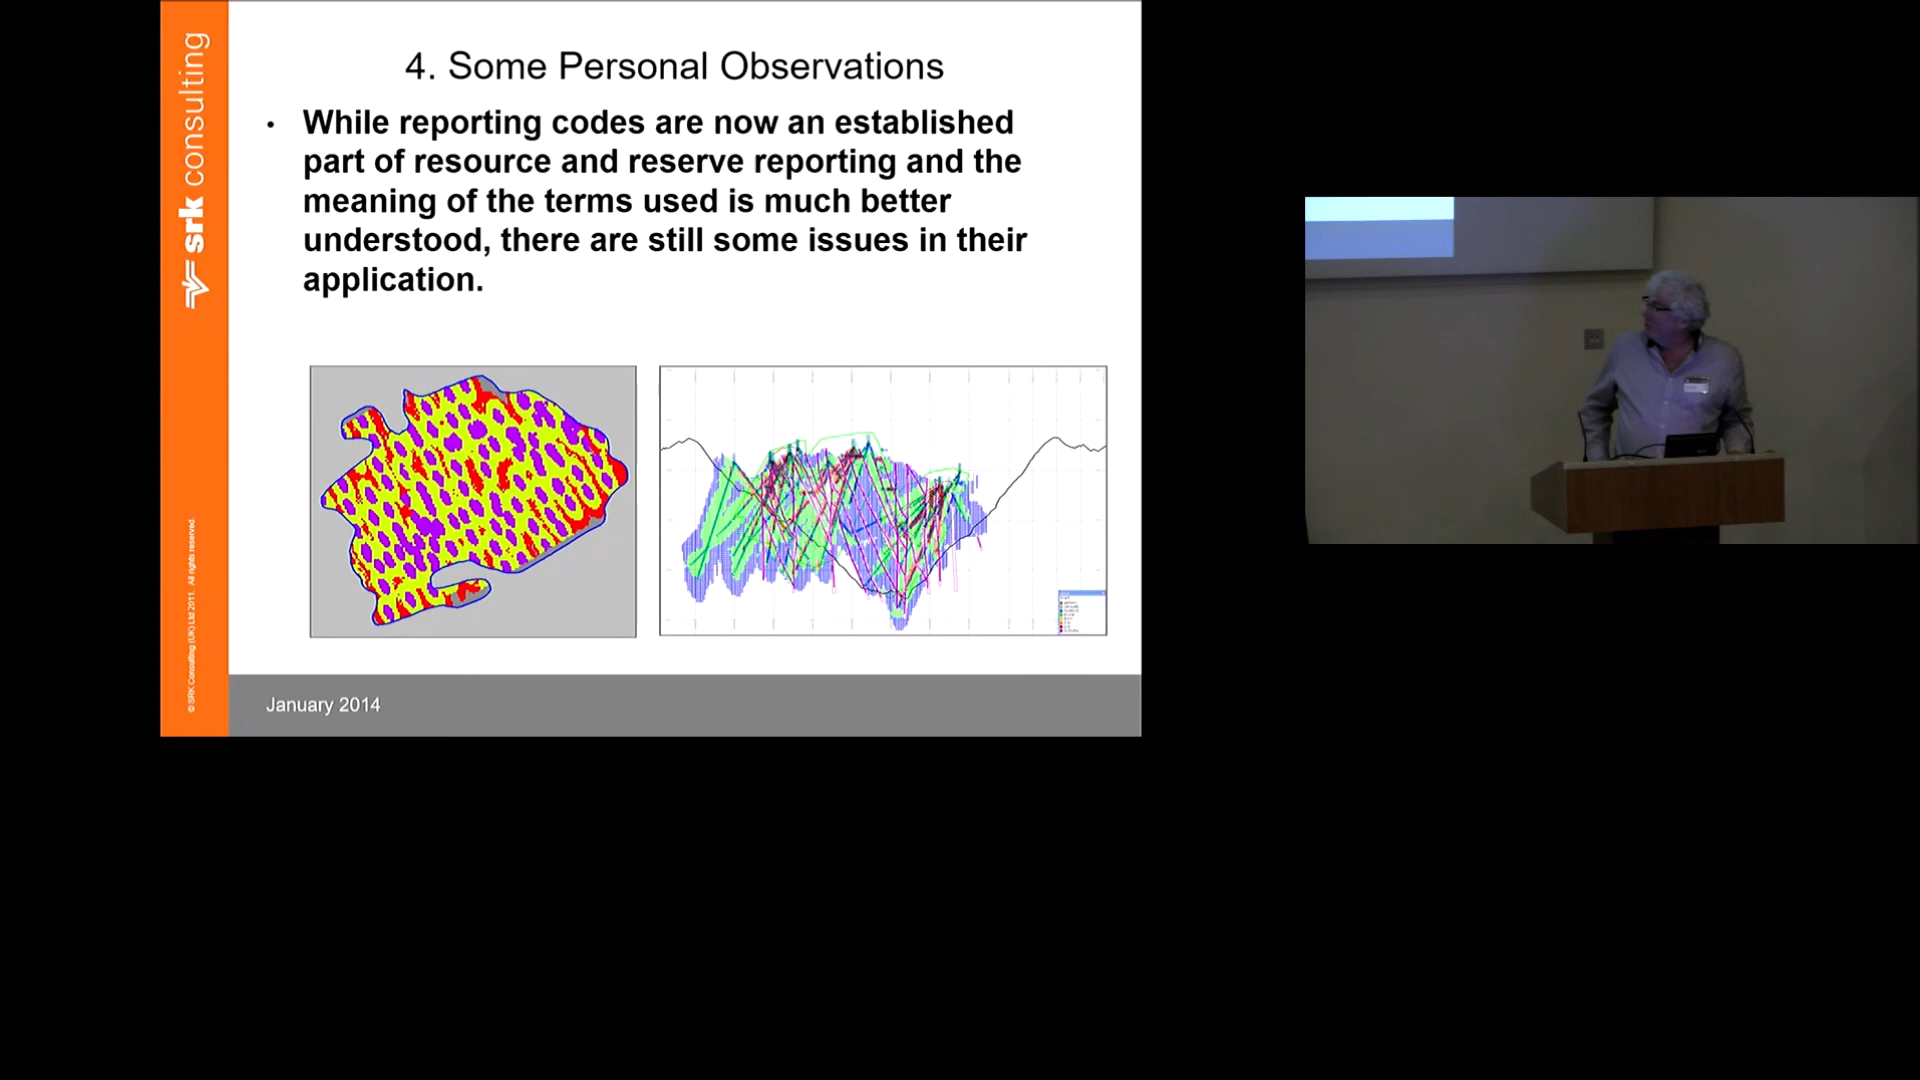 srk consulting
© SRK Consulting (UK) Ltd 2011. All rights reserved.
4. Some Personal Observations
• While reporting codes are now an established
part of resource and reserve reporting and the
meaning of the terms used is much better
understood, there are still some issues in their
application.
January 2014